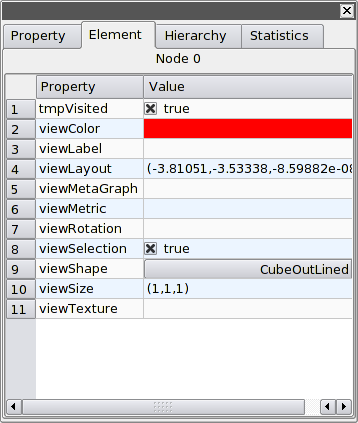 Property Element Hierarchy Statistics
Node 0
Property Value
1 tmpVisited true
2 viewColor
3 viewLabel
4 viewLayout (-3.81051,-3.53338,-8.59882e-08
5 viewMetaGraph
6 viewMetric
7 viewRotation
8 viewSelection true
9 viewShape CubeOutLined
10 viewSize (1,1,1)
11 viewTexture